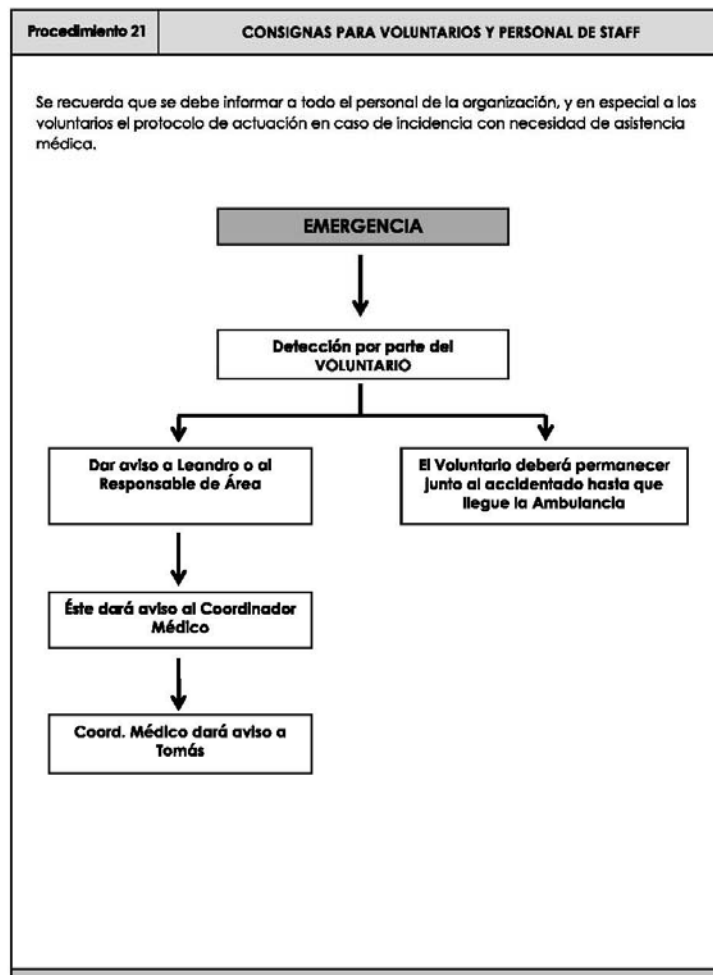 Procedimiento 21
CONSIGNAS PARA VOLUNTARIOS Y PERSONAL DE STAFF
Se recuerda que se debe informar a todo el personal de la organización, y en especial a los
voluntarios el protocolo de actuación en caso de incidencia con necesidad de asistencia
médica.
EMERGENCIA
Detección por parte del
VOLUNTARIO
Dar aviso a Leandro o al
Responsable de Área
El Voluntario deberá permanecer
junto al accidentado hasta que
llegue la Ambulancia
Éste dará aviso al Coordinador
Médico
Coord. Médico dará aviso a
Tomás